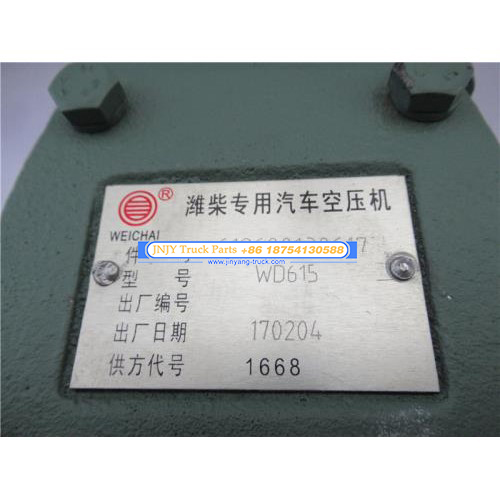 潍柴专用汽车空压机
®
WEICHAI
INJY Truck Parts +86 18754130588
www.jinyang-truck.com
件
型 号 WD615
出厂编号
出厂日期 170204
供方代号 1668